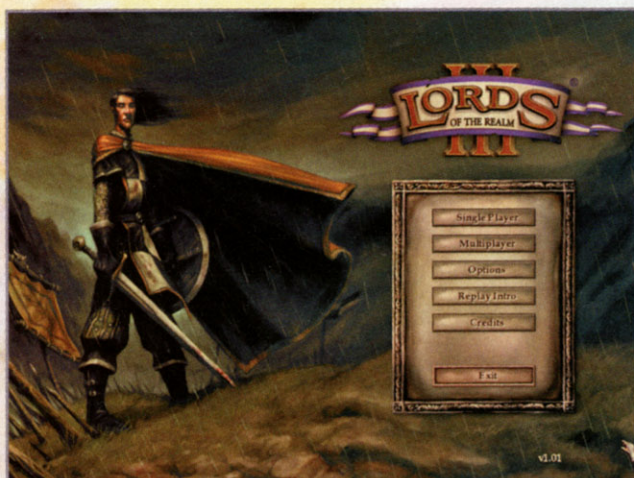 III
LORDS
OF THE REALM
Single Player
Multiplayer
Options
Replay Intro
Credits
Exit
v1.01